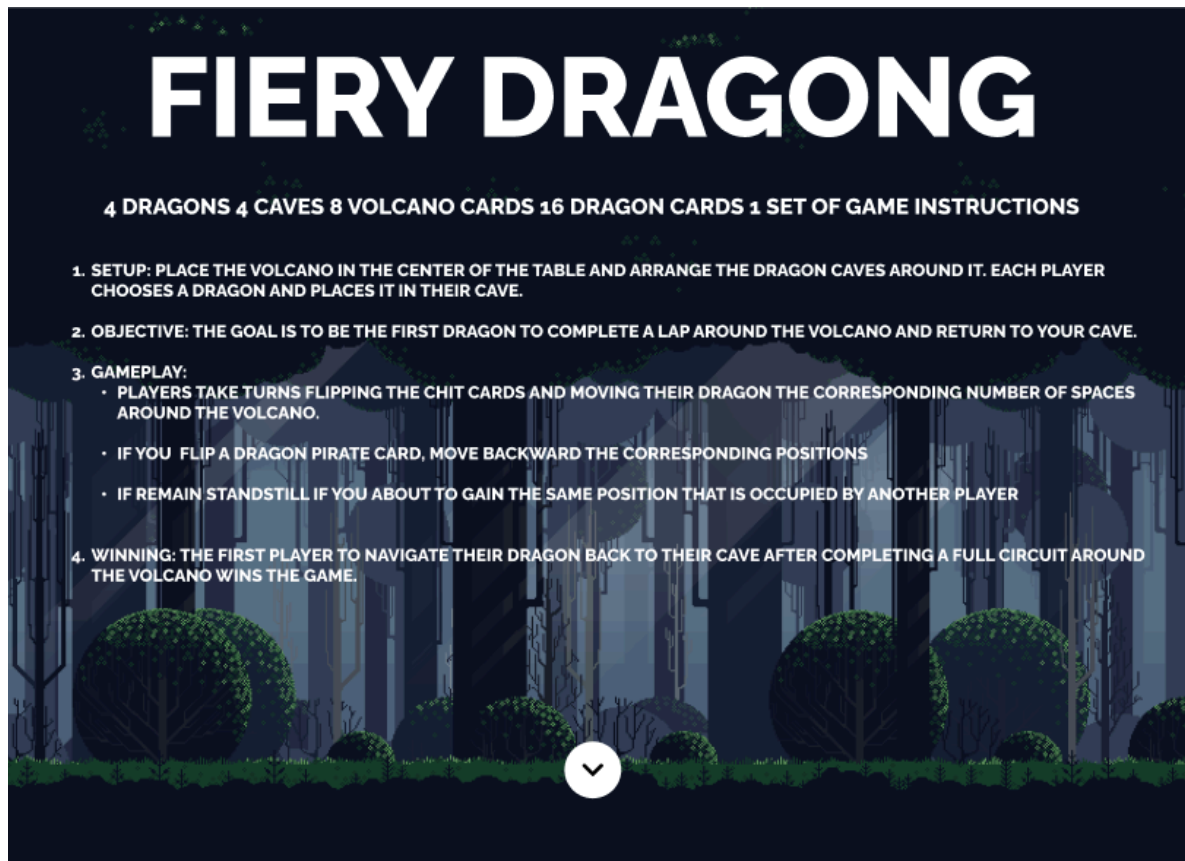 FIERY DRAGONG
4 DRAGONS 4 CAVES 8 VOLCANO CARDS 16 DRAGON CARDS 1 SET OF GAME INSTRUCTIONS
1. SETUP: PLACE THE VOLCANO IN THE CENTER OF THE TABLE AND ARRANGE THE DRAGON CAVES AROUND IT. EACH PLAYER
CHOOSES A DRAGON AND PLACES IT IN THEIR CAVE.
2. OBJECTIVE: THE GOAL IS TO BE THE FIRST DRAGON TO COMPLETE A LAP AROUND THE VOLCANO AND RETURN TO YOUR CAVE.
3. GAMEPLAY:
• PLAYERS TAKE TURNS FLIPPING THE CHIT CARDS AND MOVING THEIR DRAGON THE CORRESPONDING NUMBER OF SPACES
AROUND THE VOLCANO.
• IF YOU FLIP A DRAGON PIRATE CARD, MOVE BACKWARD THE CORRESPONDING POSITIONS
• IF REMAIN STANDSTILL IF YOU ABOUT TO GAIN THE SAME POSITION THAT IS OCCUPIED BY ANOTHER PLAYER
4. WINNING: THE FIRST PLAYER TO NAVIGATE THEIR DRAGON BACK TO THEIR CAVE AFTER COMPLETING A FULL CIRCUIT AROUND
THE VOLCANO WINS THE GAME.